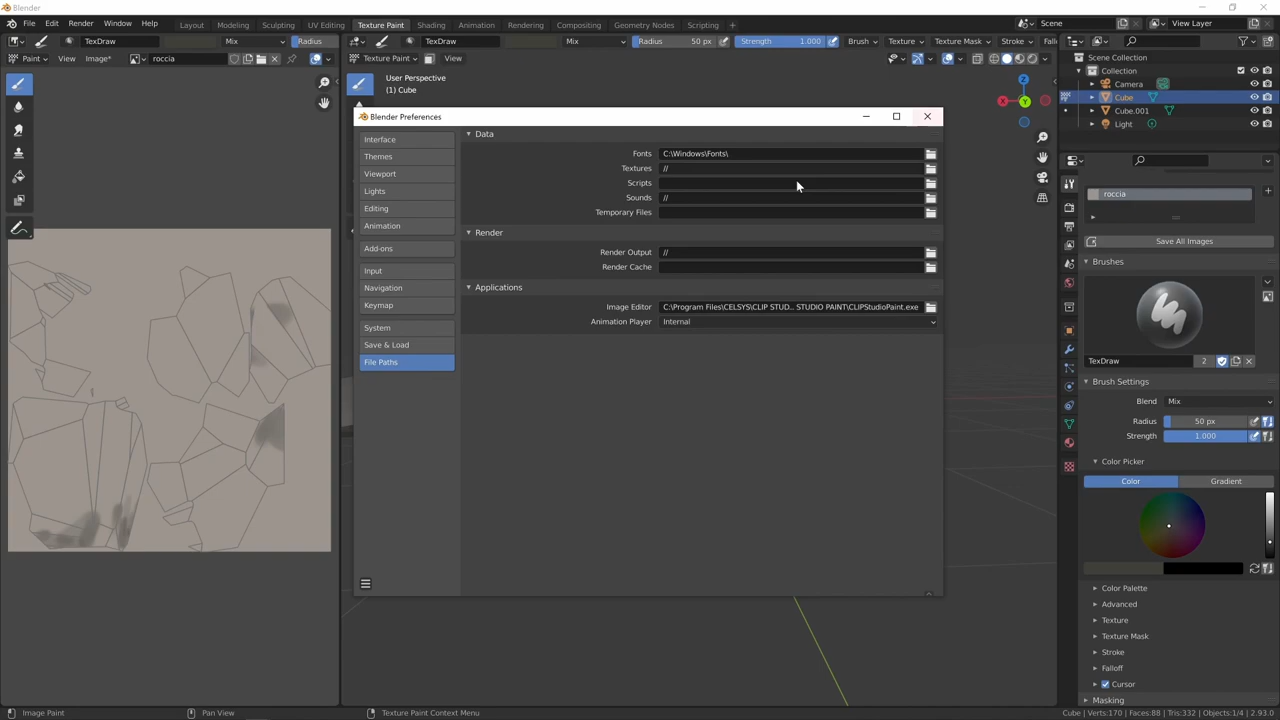 Blender
File Edit Render Window Help Layout Modeling Sculpting UV Editing Texture Paint Shading Animation Rendering Compositing Geometry Nodes Scripting + Scene View Layer
TexDraw Mix Radius TexDraw Mix Radius 50 px Strength 1.000 Brush Texture Texture Mask Stroke Fall
Paint View Image* roccia Texture Paint View
User Perspective
(1) Cube
Scene Collection
Collection
Camera
Cube
Cube.001
Light
Z
X
Y
Blender Preferences
Interface
Themes
Viewport
Lights
Editing
Animation
Add-ons
Input
Navigation
Keymap
System
Save & Load
File Paths
Data
Fonts C:\Windows\Fonts\
Textures //
Scripts
Sounds //
Temporary Files
Render
Render Output //
Render Cache
Applications
Image Editor C:\Program Files\CELSYS\CLIP STUD... STUDIO PAINT\CLIPStudioPaint.exe
Animation Player Internal
roccia
Save All Images
Brushes
TexDraw 2
Brush Settings
Blend Mix
Radius 50 px
Strength 1.000
Color Picker
Color Gradient
Color Palette
Advanced
Texture
Texture Mask
Stroke
Falloff
Cursor
Masking
Image Paint Pan View Texture Paint Context Menu Cube | Verts:170 | Faces:88 | Tris:332 | Objects:1/4 | 2.93.0